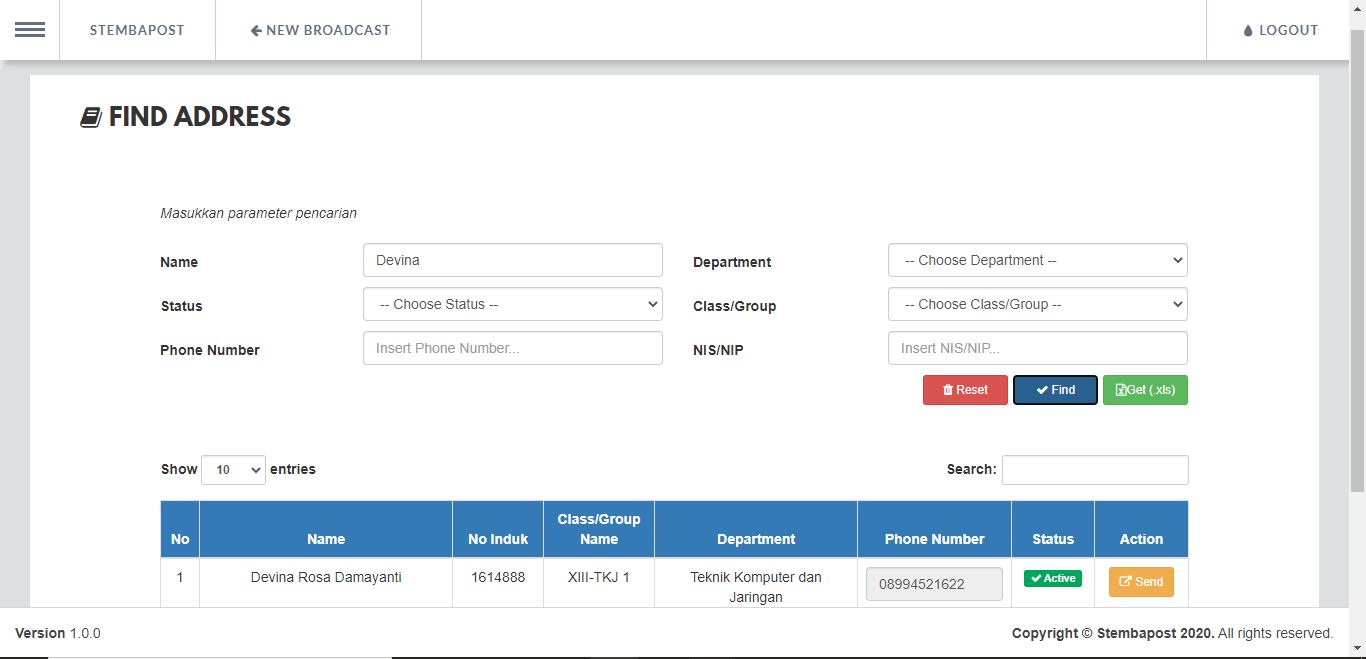 STEMBAPOST
NEW BROADCAST
LOGOUT
FIND ADDRESS
Masukkan parameter pencarian
Name
Devina
Department
-- Choose Department --
Status
-- Choose Status --
Class/Group
-- Choose Class/Group --
Phone Number
Insert Phone Number...
NIS/NIP
Insert NIS/NIP...
Reset
Find
Get (.xls)
Show 10 entries
Search:
No
Name
No Induk
Class/Group
Name
Department
Phone Number
Status
Action
1
Devina Rosa Damayanti
1614888
XIII-TKJ 1
Teknik Komputer dan
Jaringan
08994521622
Active
Send
Version 1.0.0
Copyright © Stembapost 2020. All rights reserved.